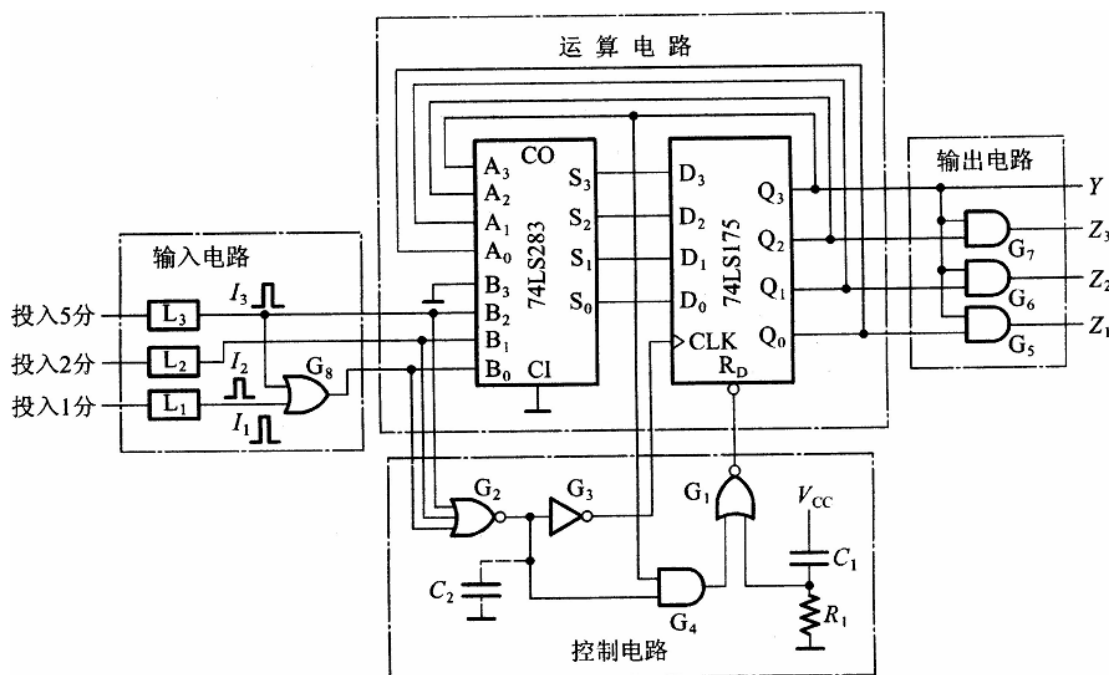 运算电路
CO
A3
A2
A1
A0
B3
B2
B1
B0
CI
74LS283
S3
S2
S1
S0
D3
D2
D1
D0
CLK
RD
74LS175
Q3
Q2
Q1
Q0
输出电路
Y
Z3
G7
Z2
G6
Z1
G5
输入电路
投入5分
L3
I3
投入2分
L2
I2
G8
投入1分
L1
I1
G2
G3
G1
VCC
C1
C2
G4
R1
控制电路